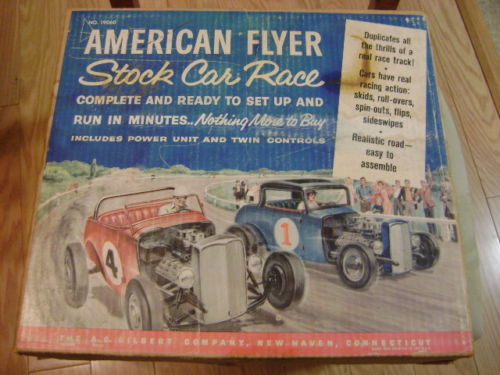 NO. 19060
AMERICAN FLYER
Stock Car Race
COMPLETE AND READY TO SET UP AND
RUN IN MINUTES..Nothing More to Buy
INCLUDES POWER UNIT AND TWIN CONTROLS
Duplicates all
the thrills of a
real race track!
•
Cars have real
racing action:
skids, roll-overs,
spin-outs, flips,
sideswipes
•
Realistic road—
easy to
assemble
4
1
THE A.C. GILBERT COMPANY, NEW HAVEN, CONNECTICUT